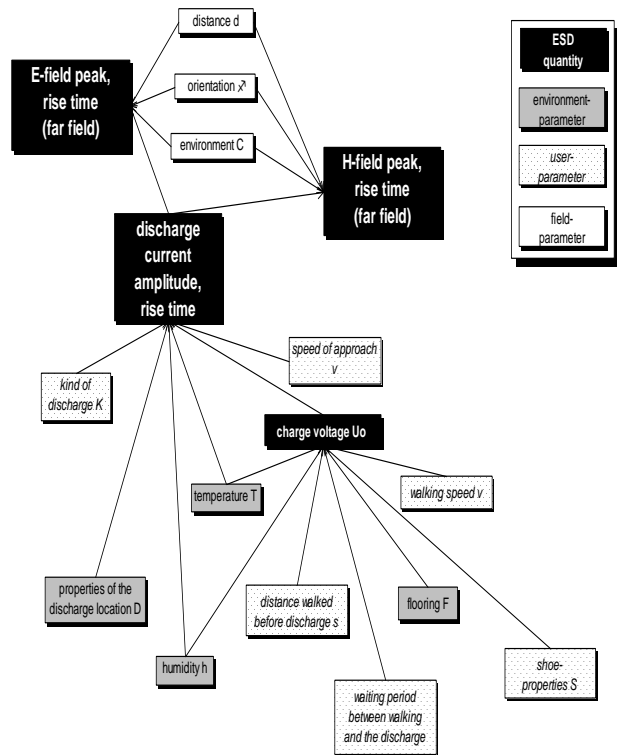 distance d
E-field peak,
rise time
(far field)
orientation ♐
environment C
H-field peak,
rise time
(far field)
ESD
quantity
environment-
parameter
user-
parameter
field-
parameter
discharge
current
amplitude,
rise time
speed of approach
v
kind of
discharge K
charge voltage Uo
temperature T
walking speed v
properties of the
discharge location D
distance walked
before discharge s
flooring F
humidity h
shoe-
properties S
waiting period
between walking
and the discharge